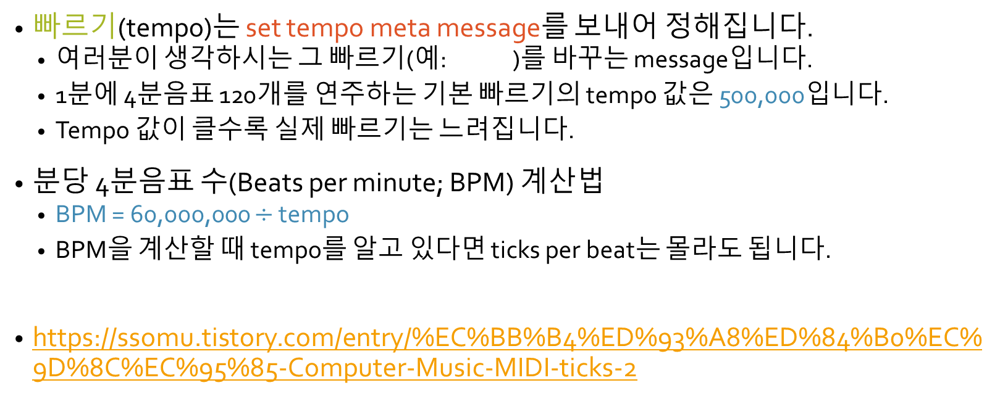 • 빠르기(tempo)는 set tempo meta message를 보내어 정해집니다.
• 여러분이 생각하시는 그 빠르기(예: )를 바꾸는 message입니다.
• 1분에 4분음표 120개를 연주하는 기본 빠르기의 tempo 값은 500,000입니다.
• Tempo 값이 클수록 실제 빠르기는 느려집니다.
• 분당 4분음표 수(Beats per minute; BPM) 계산법
• BPM = 60,000,000 ÷ tempo
• BPM을 계산할 때 tempo를 알고 있다면 ticks per beat는 몰라도 됩니다.
• https://ssomu.tistory.com/entry/%EC%BB%B4%ED%93%A8%ED%84%B0%EC%
9D%8C%EC%95%85-Computer-Music-MIDI-ticks-2